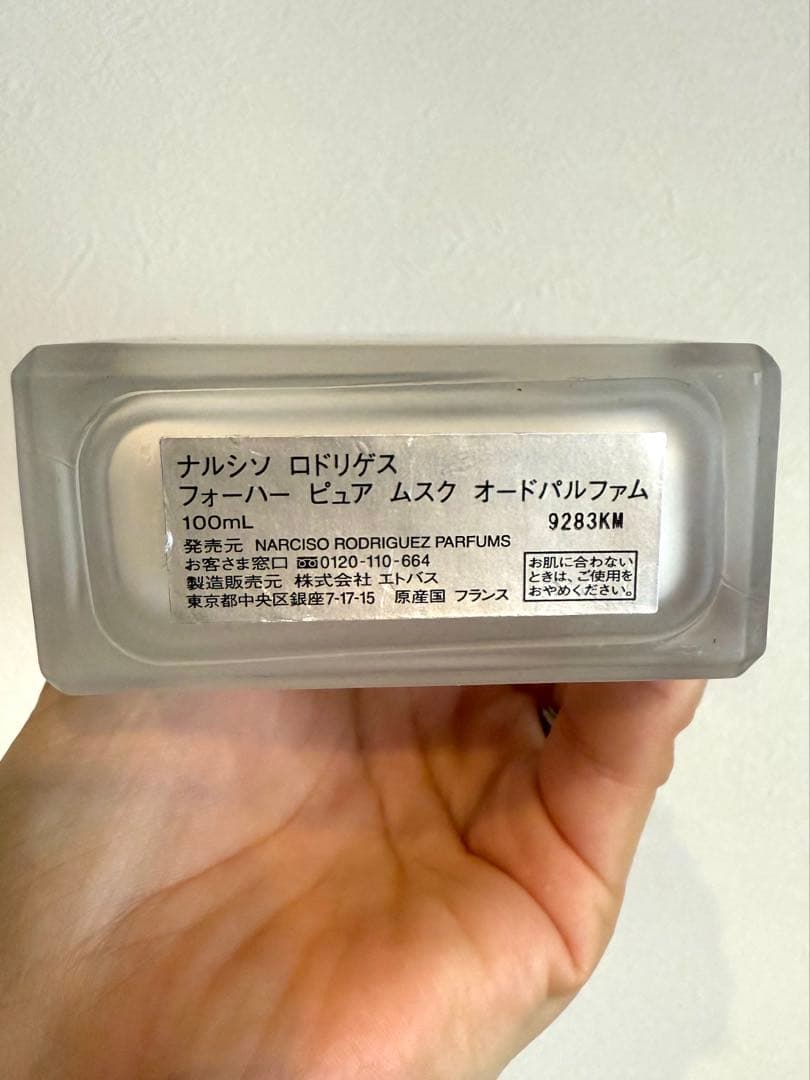 ナルシソ ロドリゲス
フォーハー ピュア ムスク オードパルファム
100mL 9283KM
発売元 NARCISO RODRIGUEZ PARFUMS
お客さま窓口 0120-110-664
製造販売元 株式会社 エトバス
東京都中央区銀座7-17-15 原産国 フランス
お肌に合わない
ときは、ご使用を
おやめください。